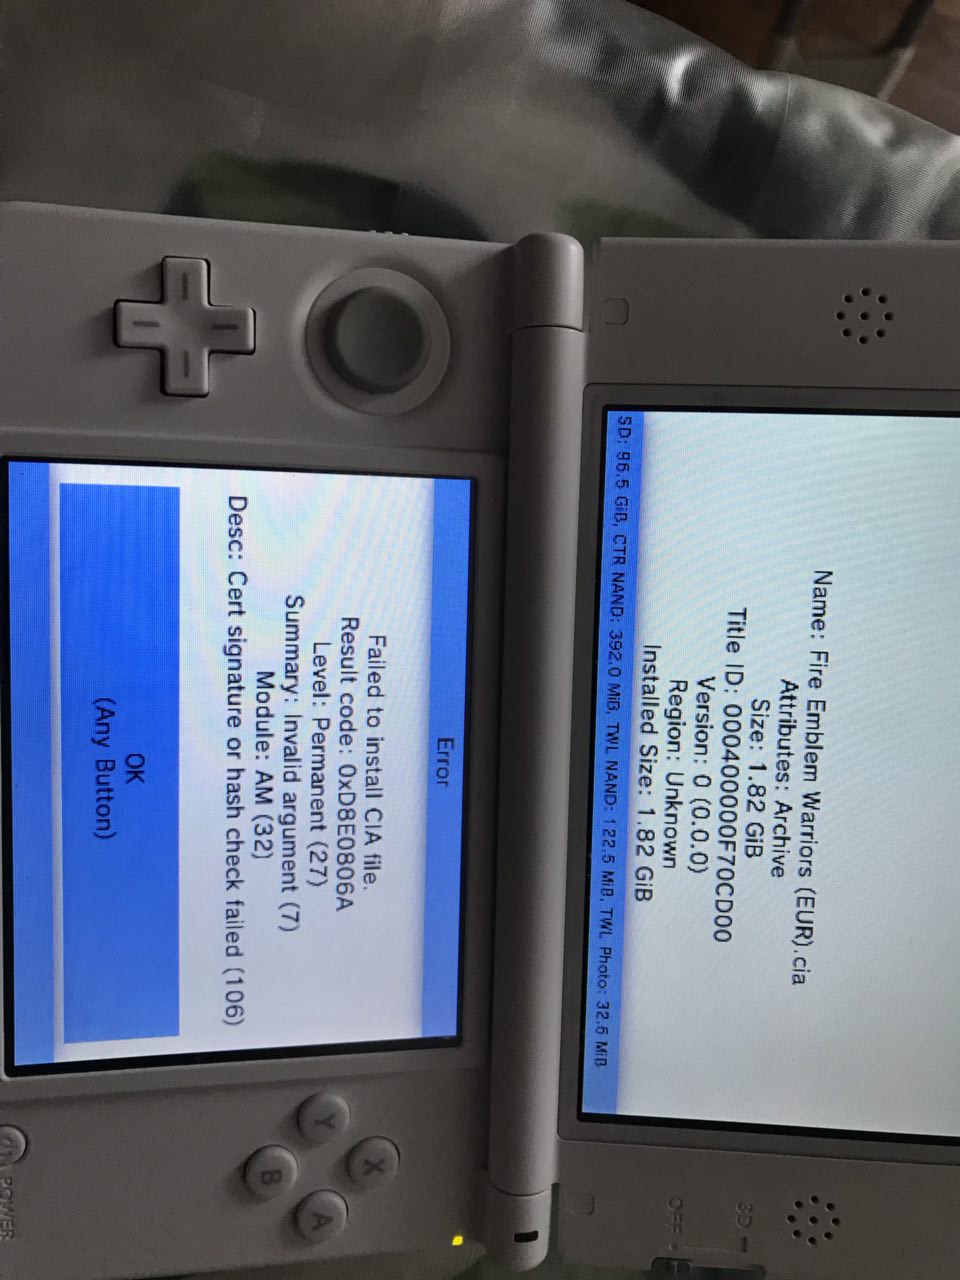 Name: Fire Emblem Warriors (EUR).cia
Attributes: Archive
Size: 1.82 GiB
Title ID: 000400000F70CD00
Version: 0 (0.0.0)
Region: Unknown
Installed Size: 1.82 GiB
SD: 96.5 GiB, CTR NAND: 392.0 MiB, TWL NAND: 122.5 MiB, TWL Photo: 32.6 MiB
3D
OFF
Error
Failed to install CIA file.
Result code: 0xD8E0806A
Level: Permanent (27)
Summary: Invalid argument (7)
Module: AM (32)
Desc: Cert signature or hash check failed (106)
OK
(Any Button)
X
Y
A
B
POWER